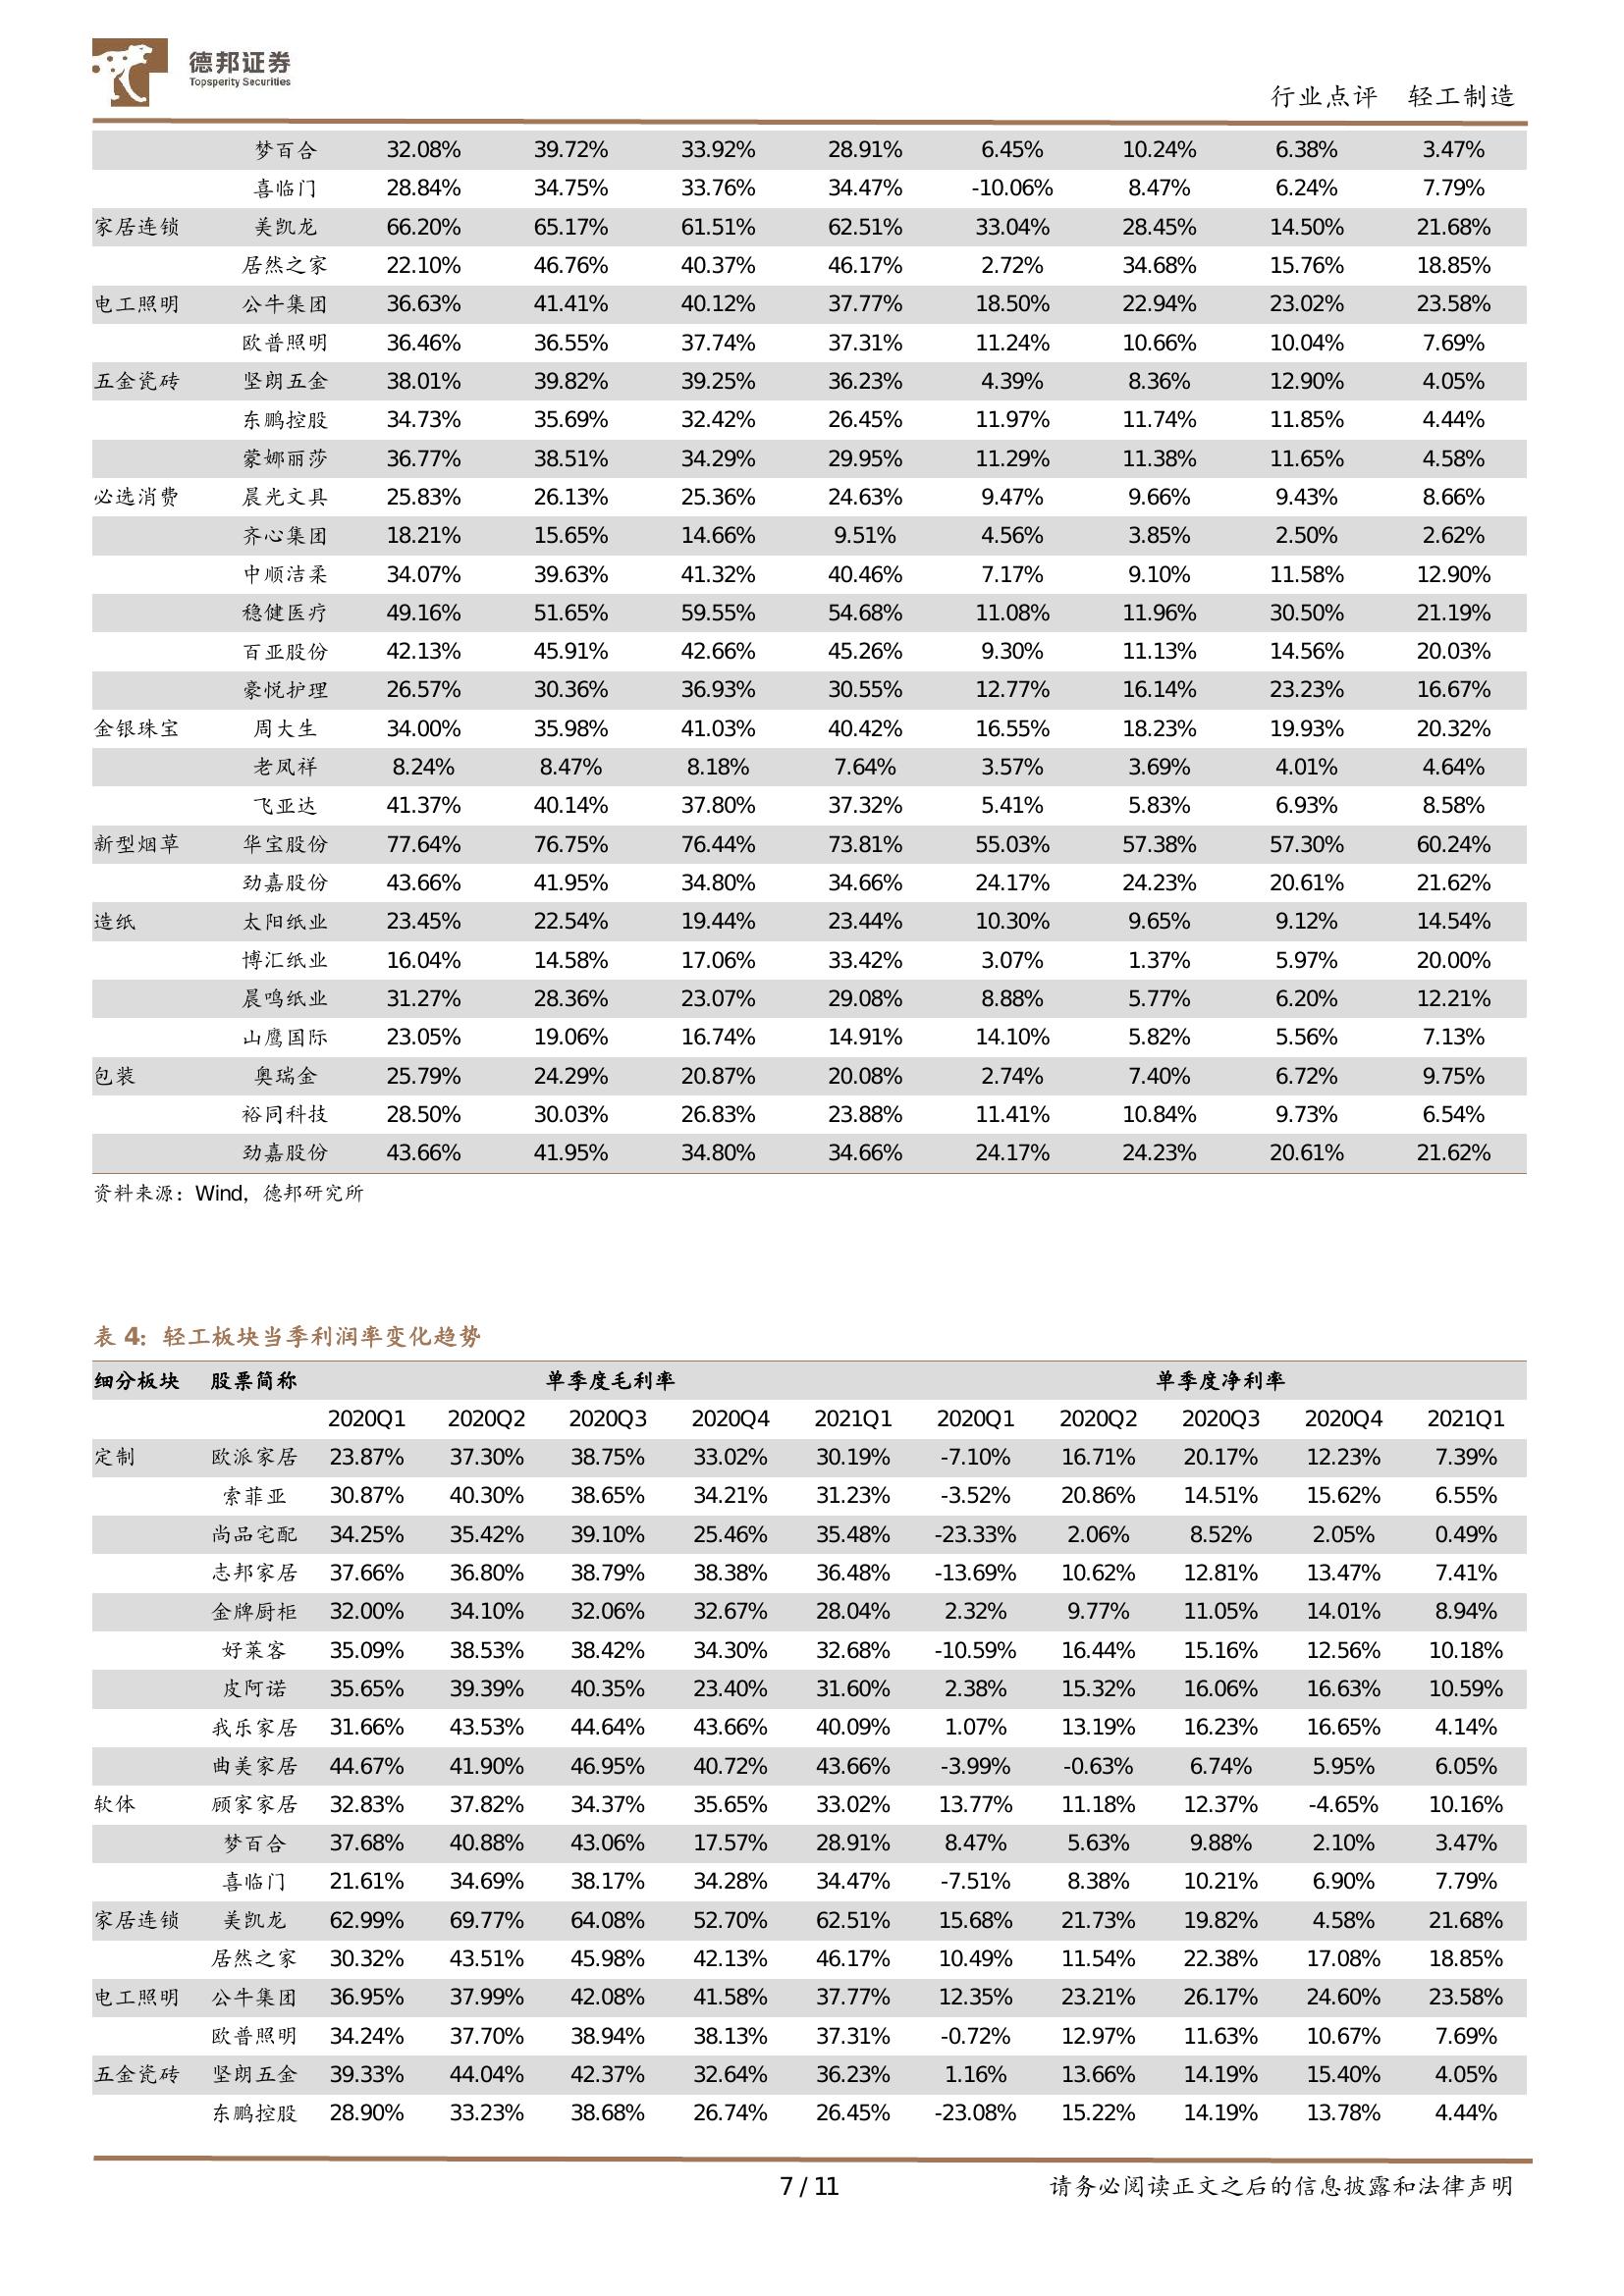 德邦证券
Topsperity Securities
行业点评 轻工制造
梦百合 32.08% 39.72% 33.92% 28.91% 6.45% 10.24% 6.38% 3.47%
喜临门 28.84% 34.75% 33.76% 34.47% -10.06% 8.47% 6.24% 7.79%
家居连锁 美凯龙 66.20% 65.17% 61.51% 62.51% 33.04% 28.45% 14.50% 21.68%
居然之家 22.10% 46.76% 40.37% 46.17% 2.72% 34.68% 15.76% 18.85%
电工照明 公牛集团 36.63% 41.41% 40.12% 37.77% 18.50% 22.94% 23.02% 23.58%
欧普照明 36.46% 36.55% 37.74% 37.31% 11.24% 10.66% 10.04% 7.69%
五金瓷砖 坚朗五金 38.01% 39.82% 39.25% 36.23% 4.39% 8.36% 12.90% 4.05%
东鹏控股 34.73% 35.69% 32.42% 26.45% 11.97% 11.74% 11.85% 4.44%
蒙娜丽莎 36.77% 38.51% 34.29% 29.95% 11.29% 11.38% 11.65% 4.58%
必选消费 晨光文具 25.83% 26.13% 25.36% 24.63% 9.47% 9.66% 9.43% 8.66%
齐心集团 18.21% 15.65% 14.66% 9.51% 4.56% 3.85% 2.50% 2.62%
中顺洁柔 34.07% 39.63% 41.32% 40.46% 7.17% 9.10% 11.58% 12.90%
稳健医疗 49.16% 51.65% 59.55% 54.68% 11.08% 11.96% 30.50% 21.19%
百亚股份 42.13% 45.91% 42.66% 45.26% 9.30% 11.13% 14.56% 20.03%
豪悦护理 26.57% 30.36% 36.93% 30.55% 12.77% 16.14% 23.23% 16.67%
金银珠宝 周大生 34.00% 35.98% 41.03% 40.42% 16.55% 18.23% 19.93% 20.32%
老凤祥 8.24% 8.47% 8.18% 7.64% 3.57% 3.69% 4.01% 4.64%
飞亚达 41.37% 40.14% 37.80% 37.32% 5.41% 5.83% 6.93% 8.58%
新型烟草 华宝股份 77.64% 76.75% 76.44% 73.81% 55.03% 57.38% 57.30% 60.24%
劲嘉股份 43.66% 41.95% 34.80% 34.66% 24.17% 24.23% 20.61% 21.62%
造纸 太阳纸业 23.45% 22.54% 19.44% 23.44% 10.30% 9.65% 9.12% 14.54%
博汇纸业 16.04% 14.58% 17.06% 33.42% 3.07% 1.37% 5.97% 20.00%
晨鸣纸业 31.27% 28.36% 23.07% 29.08% 8.88% 5.77% 6.20% 12.21%
山鹰国际 23.05% 19.06% 16.74% 14.91% 14.10% 5.82% 5.56% 7.13%
包装 奥瑞金 25.79% 24.29% 20.87% 20.08% 2.74% 7.40% 6.72% 9.75%
裕同科技 28.50% 30.03% 26.83% 23.88% 11.41% 10.84% 9.73% 6.54%
劲嘉股份 43.66% 41.95% 34.80% 34.66% 24.17% 24.23% 20.61% 21.62%
资料来源：Wind，德邦研究所
表 4：轻工板块当季利润率变化趋势
细分板块 股票简称 单季度毛利率 单季度净利率
2020Q1 2020Q2 2020Q3 2020Q4 2021Q1 2020Q1 2020Q2 2020Q3 2020Q4 2021Q1
定制 欧派家居 23.87% 37.30% 38.75% 33.02% 30.19% -7.10% 16.71% 20.17% 12.23% 7.39%
索菲亚 30.87% 40.30% 38.65% 34.21% 31.23% -3.52% 20.86% 14.51% 15.62% 6.55%
尚品宅配 34.25% 35.42% 39.10% 25.46% 35.48% -23.33% 2.06% 8.52% 2.05% 0.49%
志邦家居 37.66% 36.80% 38.79% 38.38% 36.48% -13.69% 10.62% 12.81% 13.47% 7.41%
金牌厨柜 32.00% 34.10% 32.06% 32.67% 28.04% 2.32% 9.77% 11.05% 14.01% 8.94%
好莱客 35.09% 38.53% 38.42% 34.30% 32.68% -10.59% 16.44% 15.16% 12.56% 10.18%
皮阿诺 35.65% 39.39% 40.35% 23.40% 31.60% 2.38% 15.32% 16.06% 16.63% 10.59%
我乐家居 31.66% 43.53% 44.64% 43.66% 40.09% 1.07% 13.19% 16.23% 16.65% 4.14%
曲美家居 44.67% 41.90% 46.95% 40.72% 43.66% -3.99% -0.63% 6.74% 5.95% 6.05%
软体 顾家家居 32.83% 37.82% 34.37% 35.65% 33.02% 13.77% 11.18% 12.37% -4.65% 10.16%
梦百合 37.68% 40.88% 43.06% 17.57% 28.91% 8.47% 5.63% 9.88% 2.10% 3.47%
喜临门 21.61% 34.69% 38.17% 34.28% 34.47% -7.51% 8.38% 10.21% 6.90% 7.79%
家居连锁 美凯龙 62.99% 69.77% 64.08% 52.70% 62.51% 15.68% 21.73% 19.82% 4.58% 21.68%
居然之家 30.32% 43.51% 45.98% 42.13% 46.17% 10.49% 11.54% 22.38% 17.08% 18.85%
电工照明 公牛集团 36.95% 37.99% 42.08% 41.58% 37.77% 12.35% 23.21% 26.17% 24.60% 23.58%
欧普照明 34.24% 37.70% 38.94% 38.13% 37.31% -0.72% 12.97% 11.63% 10.67% 7.69%
五金瓷砖 坚朗五金 39.33% 44.04% 42.37% 32.64% 36.23% 1.16% 13.66% 14.19% 15.40% 4.05%
东鹏控股 28.90% 33.23% 38.68% 26.74% 26.45% -23.08% 15.22% 14.19% 13.78% 4.44%
7 / 11
请务必阅读正文之后的信息披露和法律声明